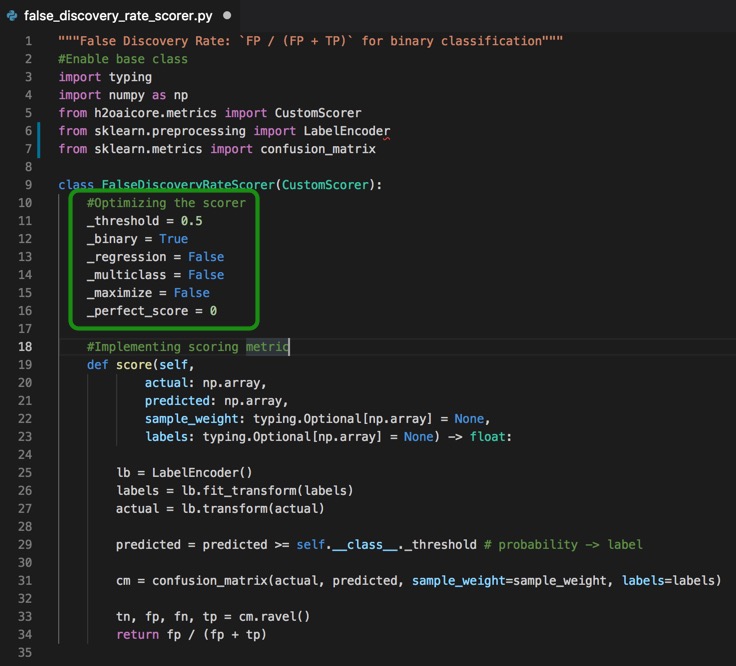 false_discovery_rate_scorer.py
1 """False Discovery Rate: `FP / (FP + TP)` for binary classification"""
2 #Enable base class
3 import typing
4 import numpy as np
5 from h2oaicore.metrics import CustomScorer
6 from sklearn.preprocessing import LabelEncoder
7 from sklearn.metrics import confusion_matrix
8
9 class FalseDiscoveryRateScorer(CustomScorer):
10 #Optimizing the scorer
11 _threshold = 0.5
12 _binary = True
13 _regression = False
14 _multiclass = False
15 _maximize = False
16 _perfect_score = 0
17
18 #Implementing scoring metric
19 def score(self,
20 actual: np.array,
21 predicted: np.array,
22 sample_weight: typing.Optional[np.array] = None,
23 labels: typing.Optional[np.array] = None) -> float:
24
25 lb = LabelEncoder()
26 labels = lb.fit_transform(labels)
27 actual = lb.transform(actual)
28
29 predicted = predicted >= self.__class__._threshold # probability -> label
30
31 cm = confusion_matrix(actual, predicted, sample_weight=sample_weight, labels=labels)
32
33 tn, fp, fn, tp = cm.ravel()
34 return fp / (fp + tp)
35